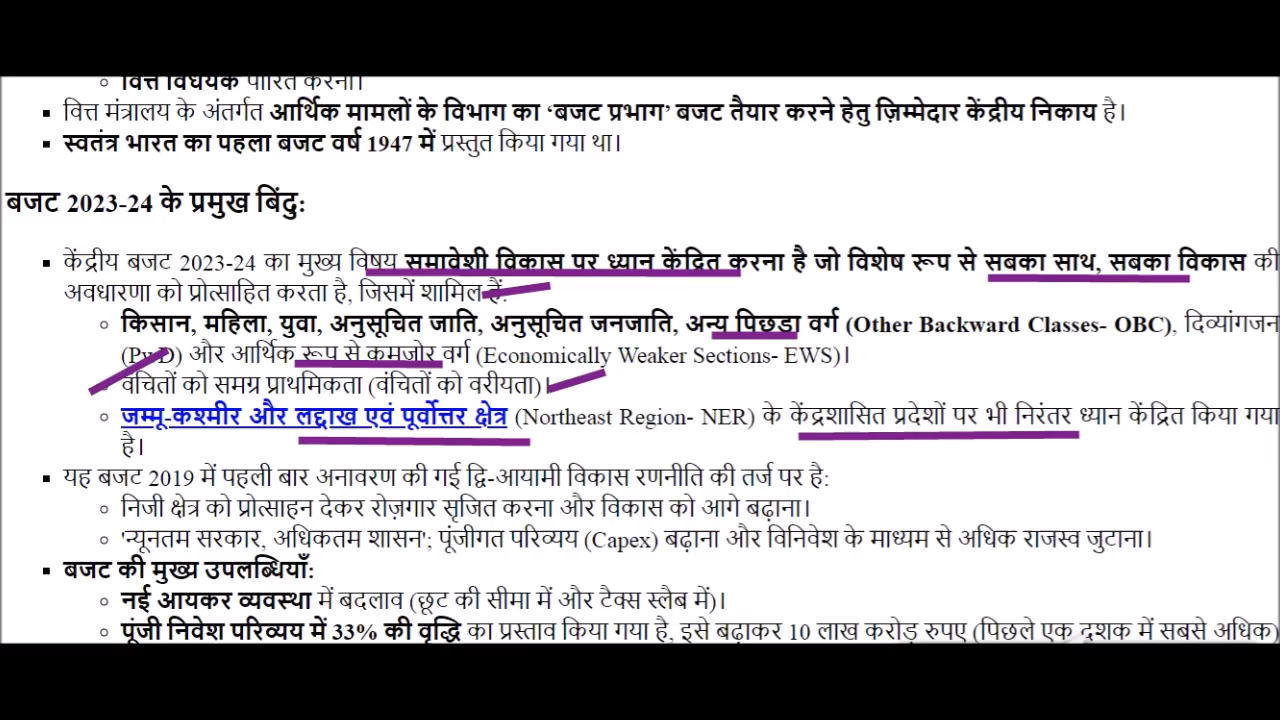 वित्त विधेयक पारित करना।
वित्त मंत्रालय के अंतर्गत आर्थिक मामलों के विभाग का ‘बजट प्रभाग’ बजट तैयार करने हेतु ज़िम्मेदार केंद्रीय निकाय है।
स्वतंत्र भारत का पहला बजट वर्ष 1947 में प्रस्तुत किया गया था।
बजट 2023-24 के प्रमुख बिंदु:
केंद्रीय बजट 2023-24 का मुख्य विषय समावेशी विकास पर ध्यान केंद्रित करना है जो विशेष रूप से सबका साथ, सबका विकास की
अवधारणा को प्रोत्साहित करता है, जिसमें शामिल हैं:
किसान, महिला, युवा, अनुसूचित जाति, अनुसूचित जनजाति, अन्य पिछड़ा वर्ग (Other Backward Classes- OBC), दिव्यांगजन
(PwD) और आर्थिक रूप से कमज़ोर वर्ग (Economically Weaker Sections- EWS)।
वंचितों को समग्र प्राथमिकता (वंचितों को वरीयता)।
जम्मू-कश्मीर और लद्दाख एवं पूर्वोत्तर क्षेत्र (Northeast Region- NER) के केंद्रशासित प्रदेशों पर भी निरंतर ध्यान केंद्रित किया गया
है।
यह बजट 2019 में पहली बार अनावरण की गई द्वि-आयामी विकास रणनीति की तर्ज पर है:
निजी क्षेत्र को प्रोत्साहन देकर रोज़गार सृजित करना और विकास को आगे बढ़ाना।
'न्यूनतम सरकार, अधिकतम शासन'; पूंजीगत परिव्यय (Capex) बढ़ाना और विनिवेश के माध्यम से अधिक राजस्व जुटाना।
बजट की मुख्य उपलब्धियाँ:
नई आयकर व्यवस्था में बदलाव (छूट की सीमा में और टैक्स स्लैब में)।
पूंजी निवेश परिव्यय में 33% की वृद्धि का प्रस्ताव किया गया है, इसे बढ़ाकर 10 लाख करोड़ रुपए (पिछले एक दशक में सबसे अधिक)